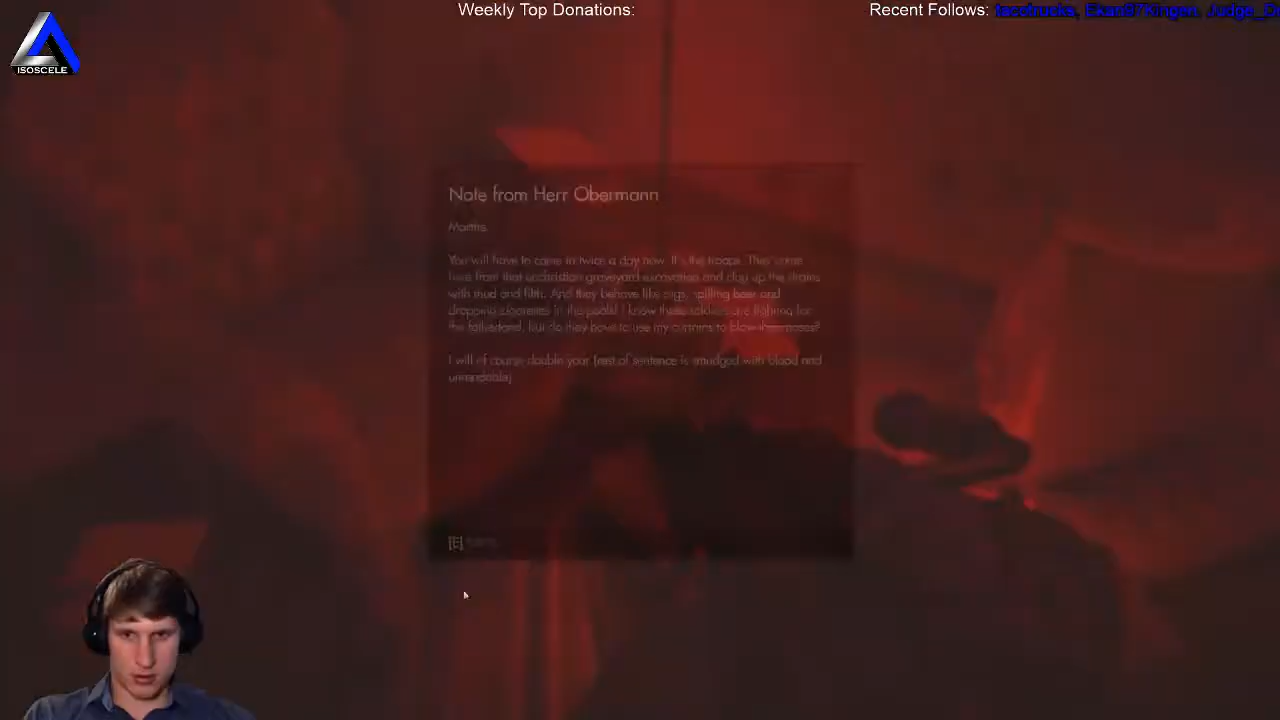 Weekly Top Donations:
Recent Follows: tacotrucks, Ekan97Kingen, Judge_De
ISOSCELE
Note from Herr Obermann
Martha,
You will have to come in twice a day now. It's the troops. They come
here from that unchristian graveyard excavation and clog up the drains
with mud and filth. And they behave like pigs, spilling beer and
dropping cigarettes in the pools! I know these soldiers are fighting for
the fatherland, but do they have to use my curtains to blow their noses?
I will of course double your [rest of sentence is smudged with blood and
unreadable]
[E]